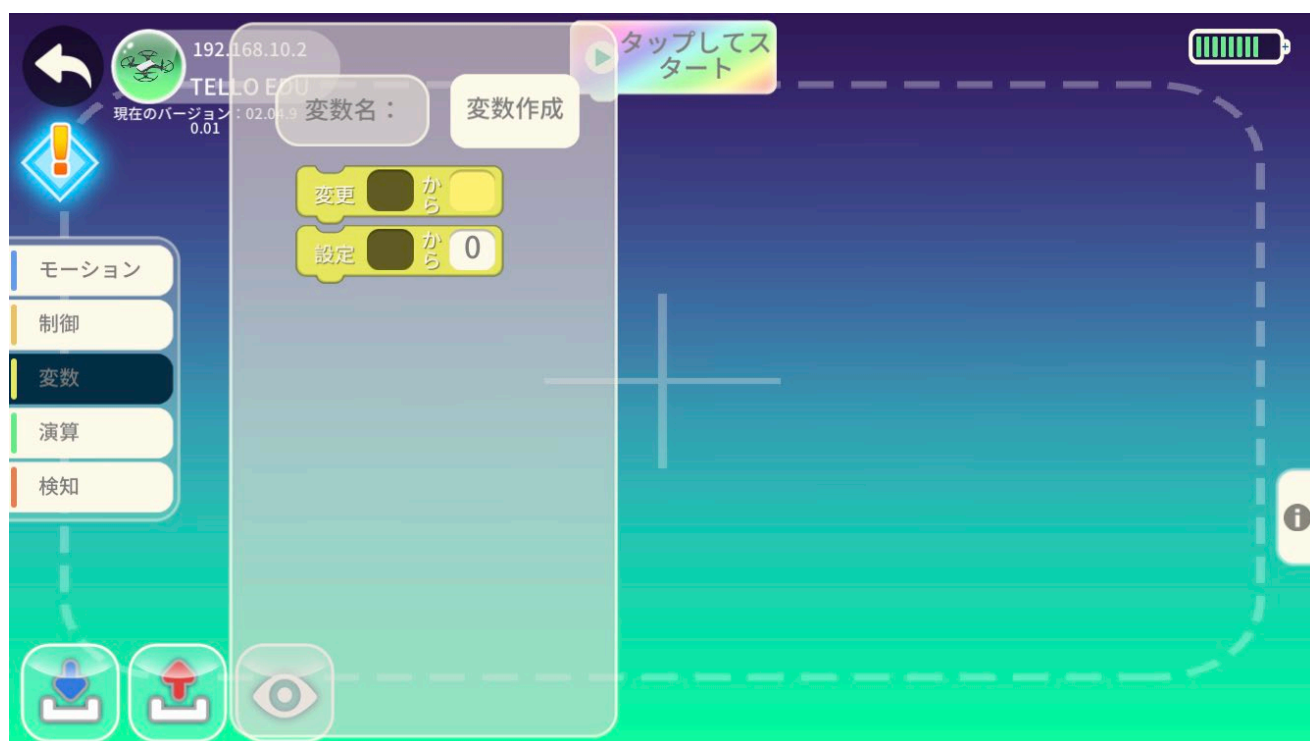 192.168.10.2
TELLO EDU
現在のバージョン：02.04.9
0.01
タップしてス
タート
変数名：
変数作成
変更 から
設定 から 0
モーション
制御
変数
演算
検知